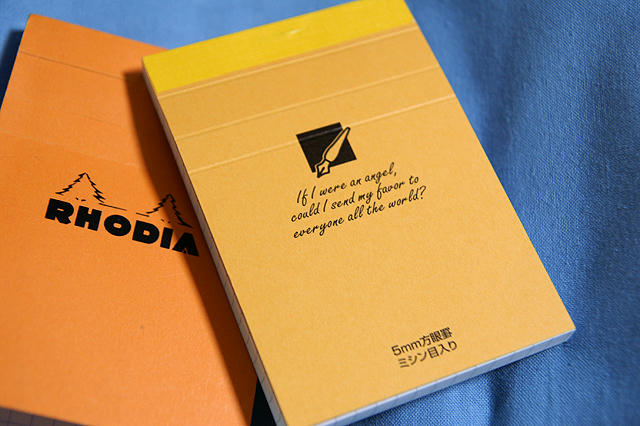 RHODIA
If I were an angel,
could I send my favor to
everyone all the world?
5mm方眼罫
ミシン目入り